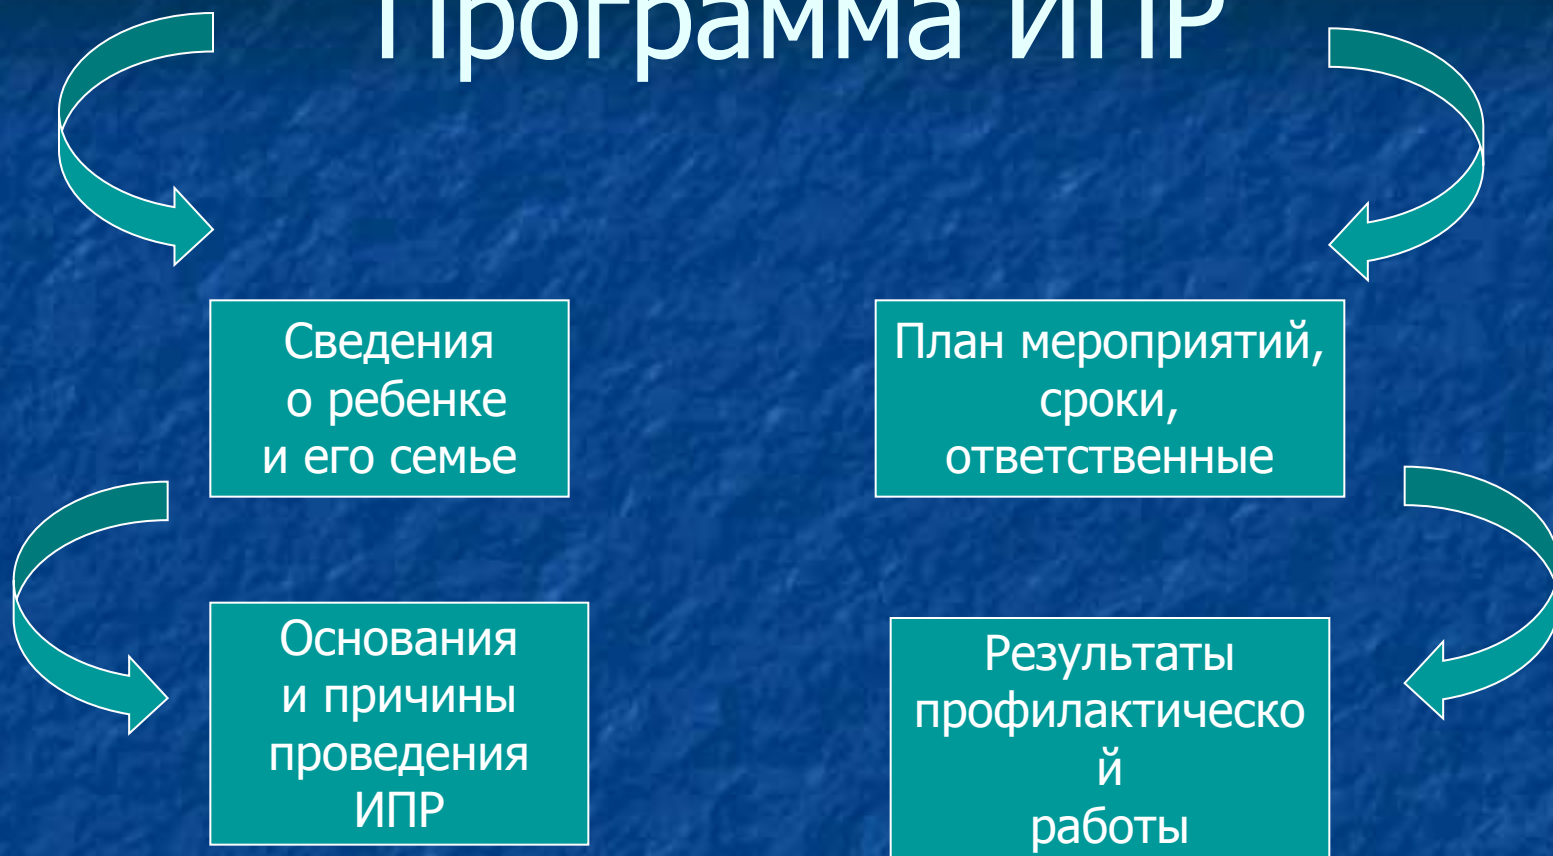 Программа ИПР
Сведения
о ребенке
и его семье
План мероприятий,
сроки,
ответственные
Основания
и причины
проведения
ИПР
Результаты
профилактическо
й
работы